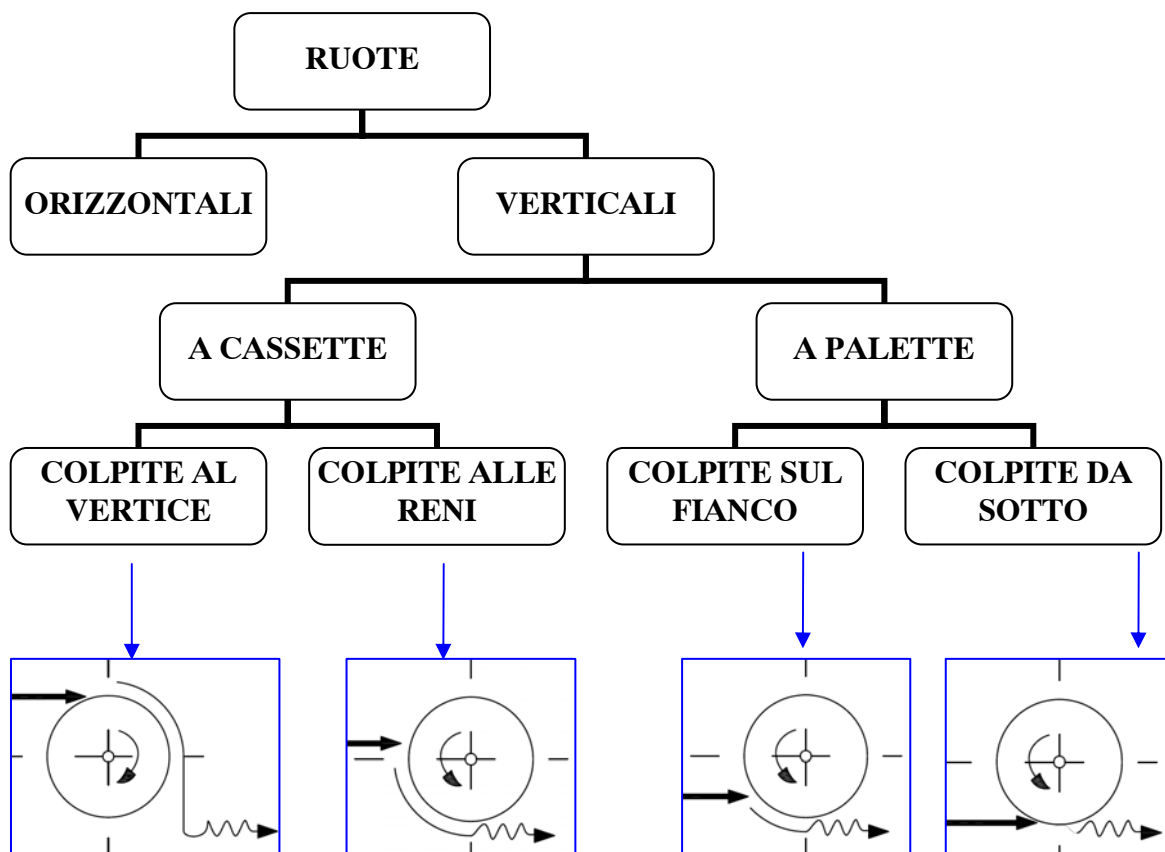 RUOTE
ORIZZONTALI
VERTICALI
A CASSETTE
A PALETTE
COLPITE AL
VERTICE
COLPITE ALLE
RENI
COLPITE SUL
FIANCO
COLPITE DA
SOTTO